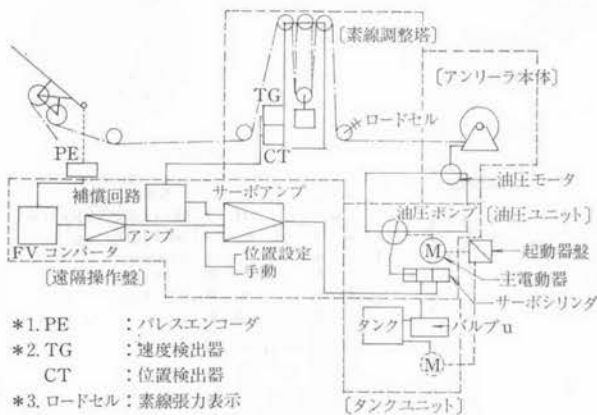 〔素線調整塔〕
〔アンリーラ本体〕
TG
ロードセル
PE
CT
補償回路
サーボアンプ
油圧モータ
油圧ポンプ
〔油圧ユニット〕
アンプ
FVコンバータ
位置設定
手動
M
起動器盤
〔遠隔操作盤〕
主電動器
サーボシリンダ
タンク
バルブu
M
〔タンクユニット〕
*1. PE :パレスエンコーダ
*2. TG :速度検出器
CT :位置検出器
*3. ロードセル:素線張力表示